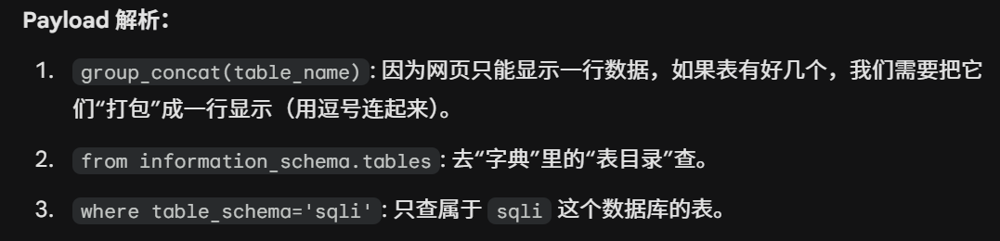 Payload 解析：
1. group_concat(table_name)：因为网页只能显示一行数据，如果表有好几个，我们需要把它
们“打包”成一行显示（用逗号连起来）。
2. from information_schema.tables：去“字典”里的“表目录”查。
3. where table_schema='sqli'：只查属于 sqli 这个数据库的表。